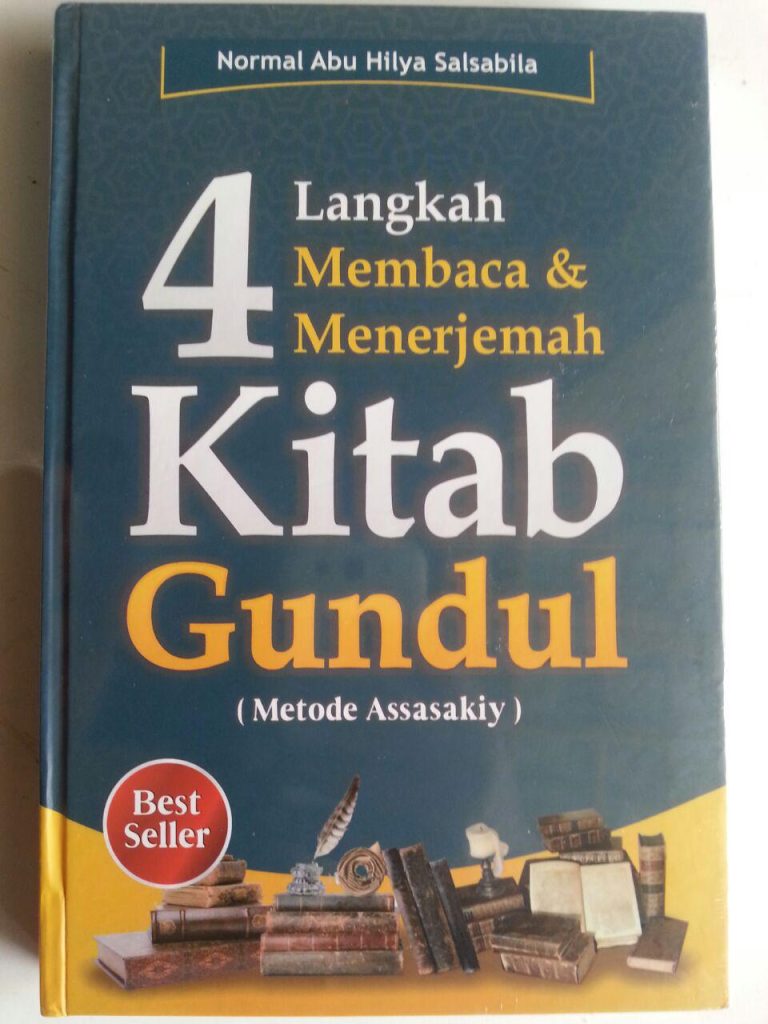 Normal Abu Hilya Salsabila
4 Langkah
Membaca &
Menerjemah
Kitab
Gundul
( Metode Assasakiy )
Best
Seller